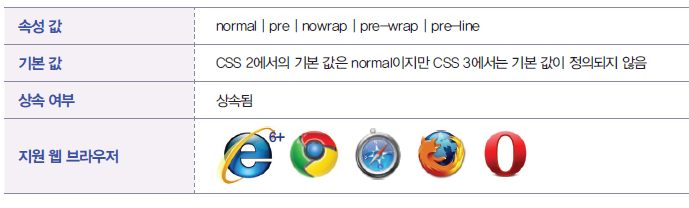 속성 값 normal | pre | nowrap | pre-wrap | pre-line
기본 값 CSS 2에서의 기본 값은 normal이지만 CSS 3에서는 기본 값이 정의되지 않음
상속 여부 상속됨
지원 웹 브라우저 6+